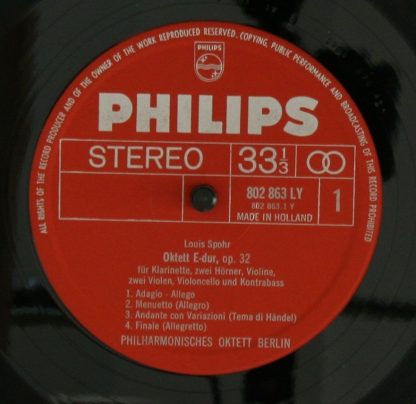 ALL RIGHTS OF THE RECORD PRODUCER AND OF THE OWNER OF THE WORK REPRODUCED RESERVED. COPYING, PUBLIC PERFORMANCE AND BROADCASTING OF THIS RECORD PROHIBITED
PHILIPS
PHILIPS
STEREO 33⅓
802 863 LY 1
802 863.1 Y
MADE IN HOLLAND
Louis Spohr
Oktett E-dur, op. 32
für Klarinette, zwei Hörner, Violine,
zwei Violen, Violoncello und Kontrabass
1. Adagio - Allegro
2. Menuetto (Allegro)
3. Andante con Variazioni (Tema di Händel)
4. Finale (Allegretto)
PHILHARMONISCHES OKTETT BERLIN